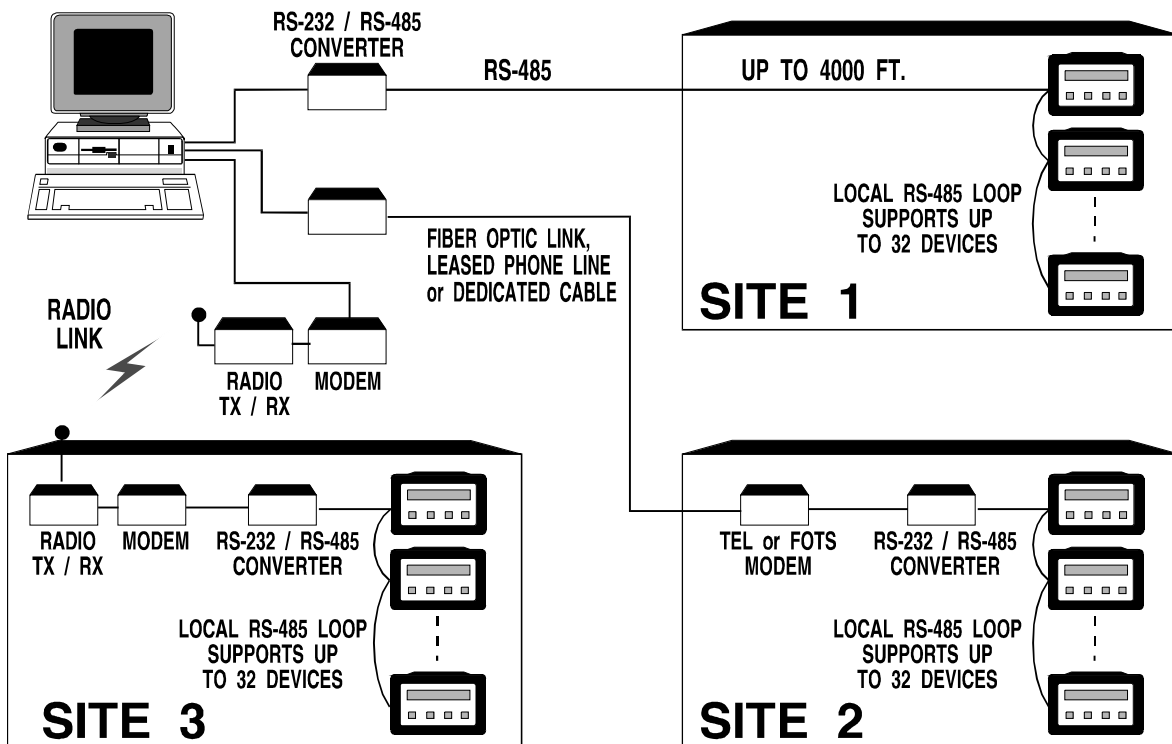 RS-232 / RS-485
CONVERTER
RS-485
UP TO 4000 FT.
LOCAL RS-485 LOOP
SUPPORTS UP
TO 32 DEVICES
SITE 1
FIBER OPTIC LINK,
LEASED PHONE LINE
or DEDICATED CABLE
RADIO
LINK
RADIO
TX / RX
MODEM
RADIO
TX / RX
MODEM
RS-232 / RS-485
CONVERTER
LOCAL RS-485 LOOP
SUPPORTS UP
TO 32 DEVICES
SITE 3
TEL or FOTS
MODEM
RS-232 / RS-485
CONVERTER
LOCAL RS-485 LOOP
SUPPORTS UP
TO 32 DEVICES
SITE 2